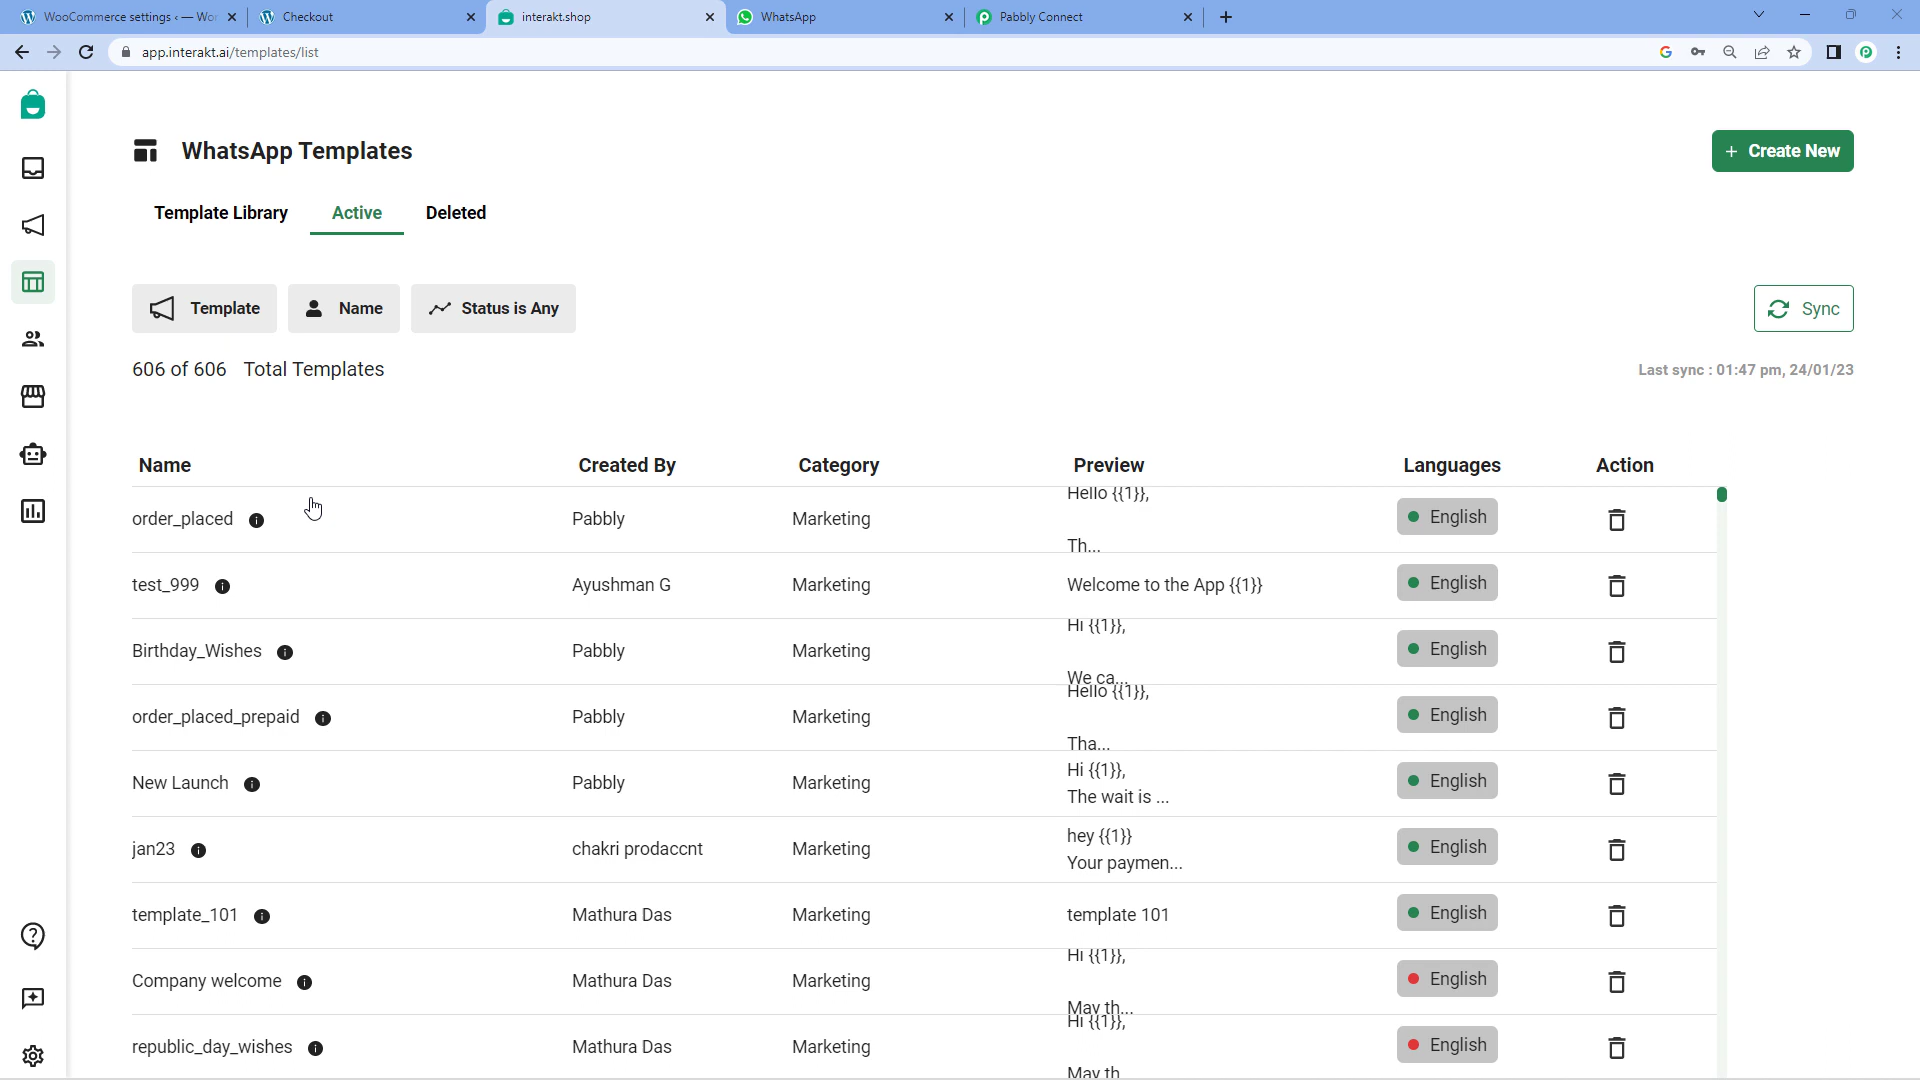 WooCommerce settings ‹ — Wor
Checkout
interakt.shop
WhatsApp
Pabbly Connect
app.interakt.ai/templates/list
WhatsApp Templates
+ Create New
Template Library
Active
Deleted
Template
Name
Status is Any
Sync
606 of 606 Total Templates
Last sync : 01:47 pm, 24/01/23
Name Created By Category Preview Languages Action
order_placed Pabbly Marketing Hello {{1}}, English
Th...
test_999 Ayushman G Marketing Welcome to the App {{1}} English
Birthday_Wishes Pabbly Marketing Hi {{1}}, English
We ca...
order_placed_prepaid Pabbly Marketing Hello {{1}}, English
Tha...
New Launch Pabbly Marketing Hi {{1}}, English
The wait is ...
jan23 chakri prodaccnt Marketing hey {{1}} English
Your paymen...
template_101 Mathura Das Marketing template 101 English
Company welcome Mathura Das Marketing Hi {{1}}, English
May th...
republic_day_wishes Mathura Das Marketing Hi {{1}}, English
May th